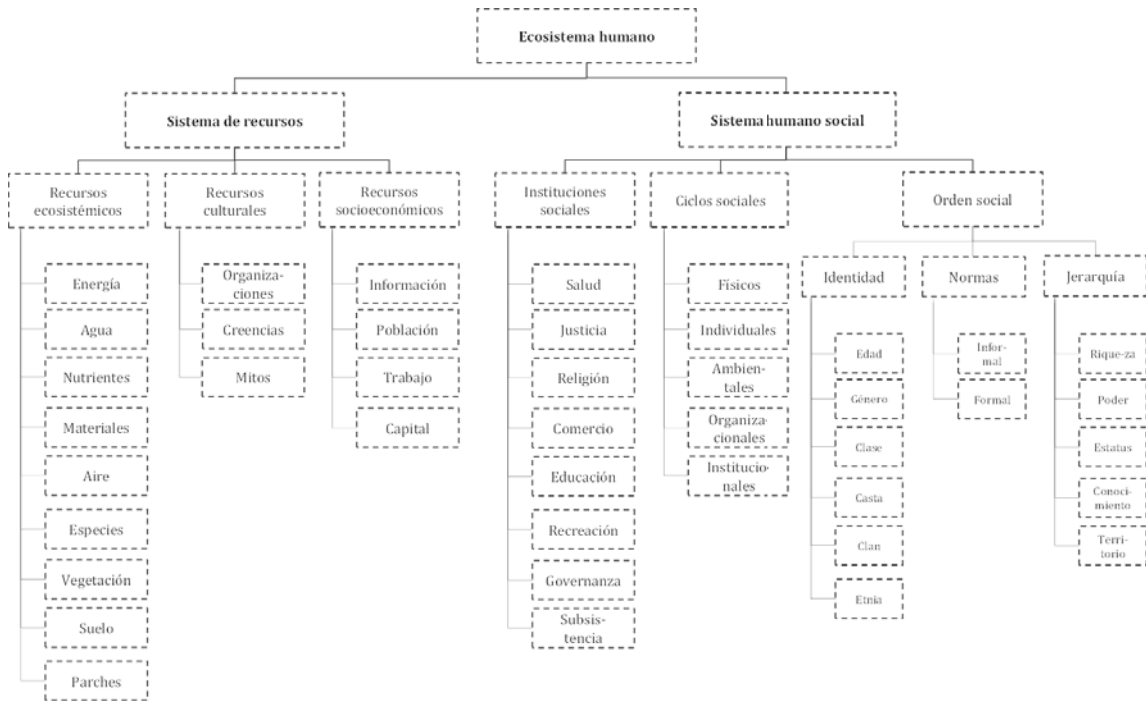 Ecosistema humano
Sistema de recursos
Sistema humano social
Recursos
ecosistémicos
Recursos
culturales
Recursos
socioeconómicos
Instituciones
sociales
Ciclos sociales
Orden social
Energía
Agua
Nutrientes
Materiales
Aire
Especies
Vegetación
Suelo
Parches
Organiza-
ciones
Creencias
Mitos
Información
Población
Trabajo
Capital
Salud
Justicia
Religión
Comercio
Educación
Recreación
Governanza
Subsis-
tencia
Físicos
Individuales
Ambien-
tales
Organiza-
cionales
Institucio-
nales
Identidad
Edad
Género
Clase
Casta
Clan
Etnia
Normas
Infor-
mal
Formal
Jerarquía
Rique-za
Poder
Estatus
Conoci-
miento
Terri-
torio